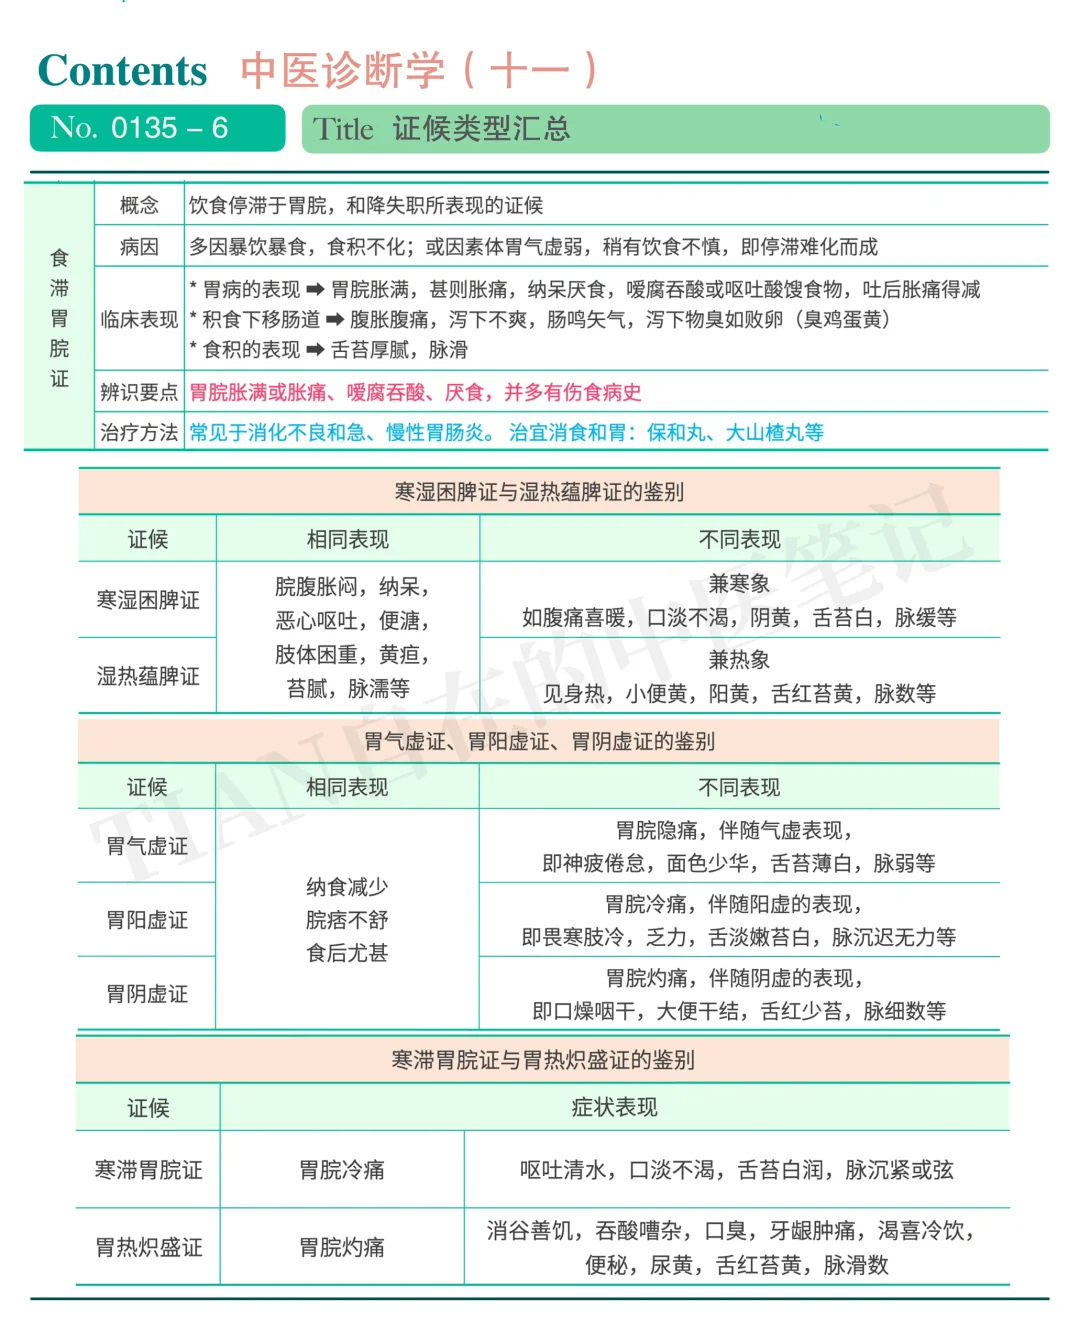 Contents 中医诊断学（十一）
No. 0135 – 6
Title 证候类型汇总
食滞胃脘证
概念 饮食停滞于胃脘，和降失职所表现的证候
病因 多因暴饮暴食，食积不化；或因素体胃气虚弱，稍有饮食不慎，即停滞难化而成
临床表现
* 胃病的表现 ➡ 胃脘胀满，甚则胀痛，纳呆厌食，嗳腐吞酸或呕吐酸馊食物，吐后胀痛得减
* 积食下移肠道 ➡ 腹胀腹痛，泻下不爽，肠鸣矢气，泻下物臭如败卵（臭鸡蛋黄）
* 食积的表现 ➡ 舌苔厚腻，脉滑
辨识要点 胃脘胀满或胀痛、嗳腐吞酸、厌食，并多有伤食病史
治疗方法 常见于消化不良和急、慢性胃肠炎。 治宜消食和胃：保和丸、大山楂丸等
寒湿困脾证与湿热蕴脾证的鉴别
证候 相同表现 不同表现
寒湿困脾证
湿热蕴脾证
脘腹胀闷，纳呆，
恶心呕吐，便溏，
肢体困重，黄疸，
苔腻，脉濡等
兼寒象
如腹痛喜暖，口淡不渴，阴黄，舌苔白，脉缓等
兼热象
见身热，小便黄，阳黄，舌红苔黄，脉数等
胃气虚证、胃阳虚证、胃阴虚证的鉴别
证候 相同表现 不同表现
胃气虚证
胃阳虚证
胃阴虚证
纳食减少
脘痞不舒
食后尤甚
胃脘隐痛，伴随气虚表现，
即神疲倦怠，面色少华，舌苔薄白，脉弱等
胃脘冷痛，伴随阳虚的表现，
即畏寒肢冷，乏力，舌淡嫩苔白，脉沉迟无力等
胃脘灼痛，伴随阴虚的表现，
即口燥咽干，大便干结，舌红少苔，脉细数等
寒滞胃脘证与胃热炽盛证的鉴别
证候 症状表现
寒滞胃脘证 胃脘冷痛 呕吐清水，口淡不渴，舌苔白润，脉沉紧或弦
胃热炽盛证 胃脘灼痛
消谷善饥，吞酸嘈杂，口臭，牙龈肿痛，渴喜冷饮，
便秘，尿黄，舌红苔黄，脉滑数
TIAN自在的中医笔记